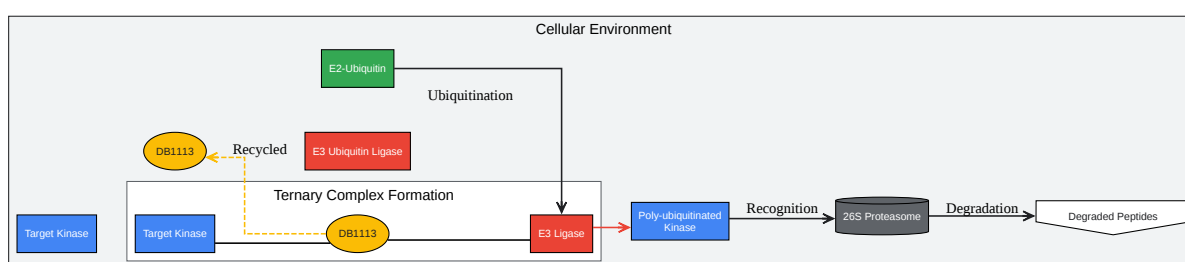 Cellular Environment
E2-Ubiquitin
Ubiquitination
DB1113
Recycled
E3 Ubiquitin Ligase
Ternary Complex Formation
Target Kinase
Target Kinase
DB1113
E3 Ligase
Poly-ubiquitinated
Kinase
Recognition
26S Proteasome
Degradation
Degraded Peptides